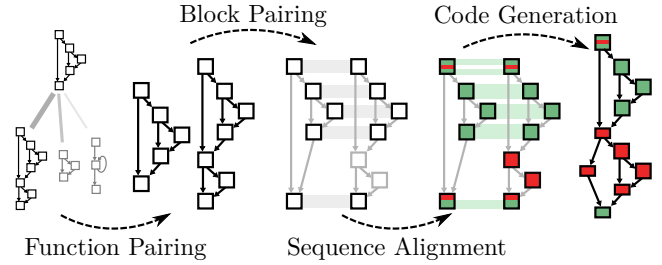 Block Pairing
Code Generation
Function Pairing
Sequence Alignment